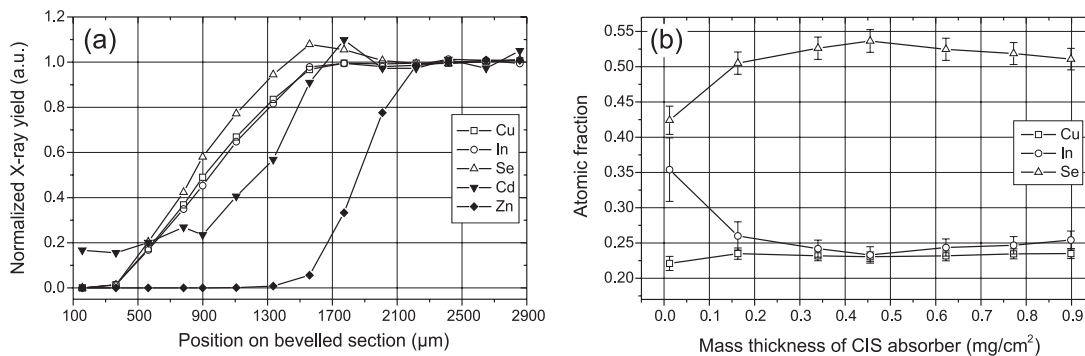 (a)
Normalized X-ray yield (a.u.)
1.2
1.0
0.8
0.6
0.4
0.2
0.0
Cu
In
Se
Cd
Zn
100 500 900 1300 1700 2100 2500 2900
Position on bevelled section (µm)
(b)
Atomic fraction
0.55
0.50
0.45
0.40
0.35
0.30
0.25
0.20
Cu
In
Se
0.0 0.1 0.2 0.3 0.4 0.5 0.6 0.7 0.8 0.9
Mass thickness of CIS absorber (mg/cm²)